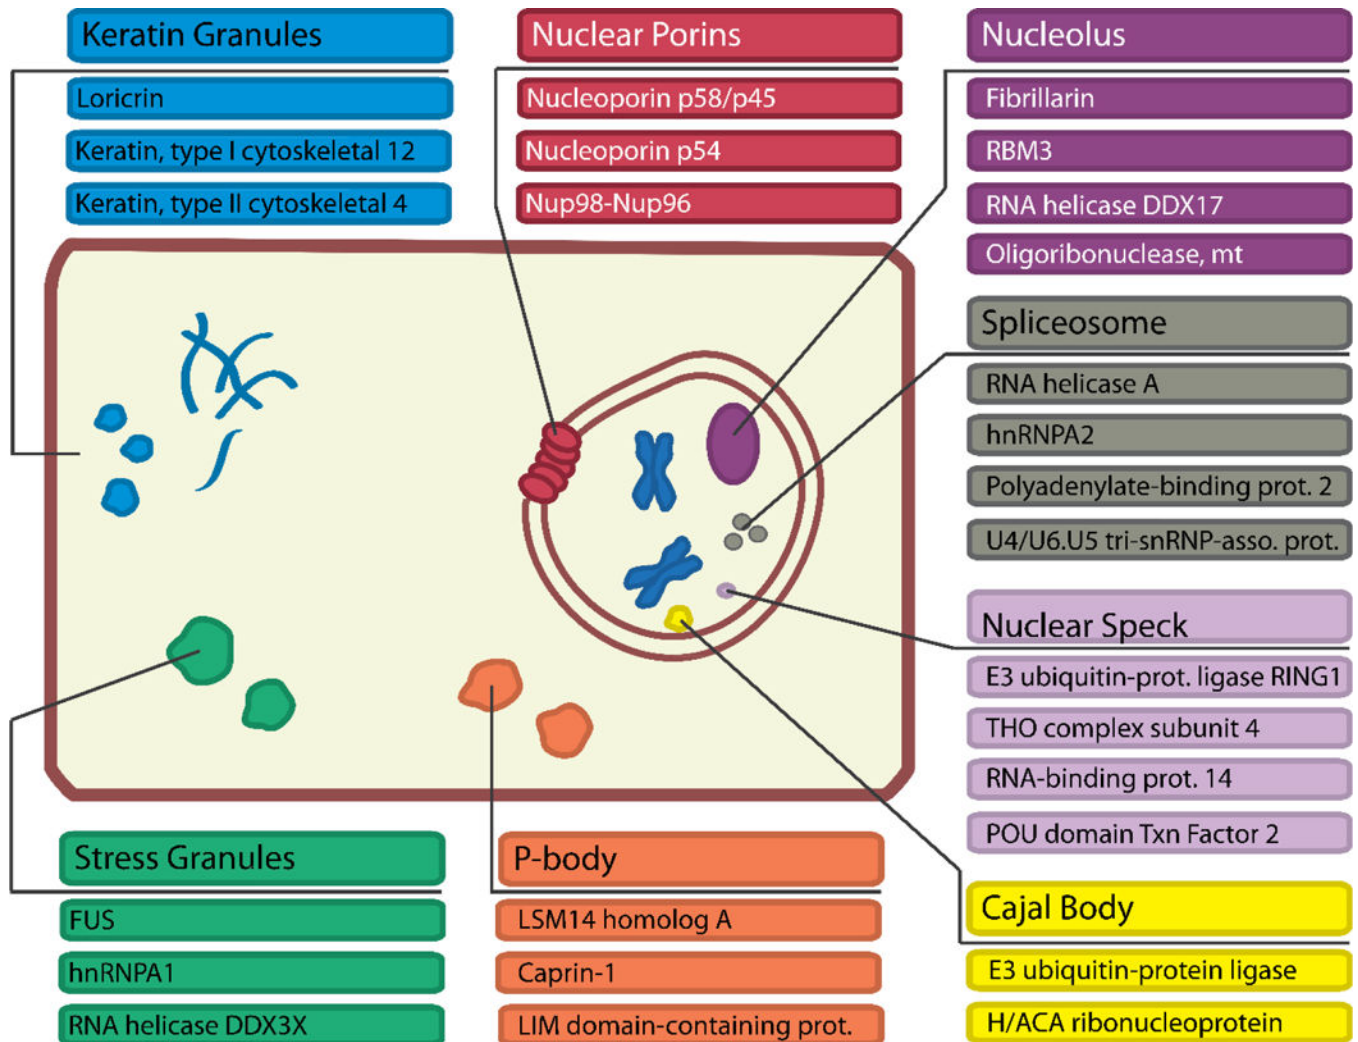 Keratin Granules
Loricrin
Keratin, type I cytoskeletal 12
Keratin, type II cytoskeletal 4
Nuclear Porins
Nucleoporin p58/p45
Nucleoporin p54
Nup98-Nup96
Nucleolus
Fibrillarin
RBM3
RNA helicase DDX17
Oligoribonuclease, mt
Spliceosome
RNA helicase A
hnRNPA2
Polyadenylate-binding prot. 2
U4/U6.U5 tri-snRNP-asso. prot.
Nuclear Speck
E3 ubiquitin-prot. ligase RING1
THO complex subunit 4
RNA-binding prot. 14
POU domain Txn Factor 2
Stress Granules
FUS
hnRNPA1
RNA helicase DDX3X
P-body
LSM14 homolog A
Caprin-1
LIM domain-containing prot.
Cajal Body
E3 ubiquitin-protein ligase
H/ACA ribonucleoprotein